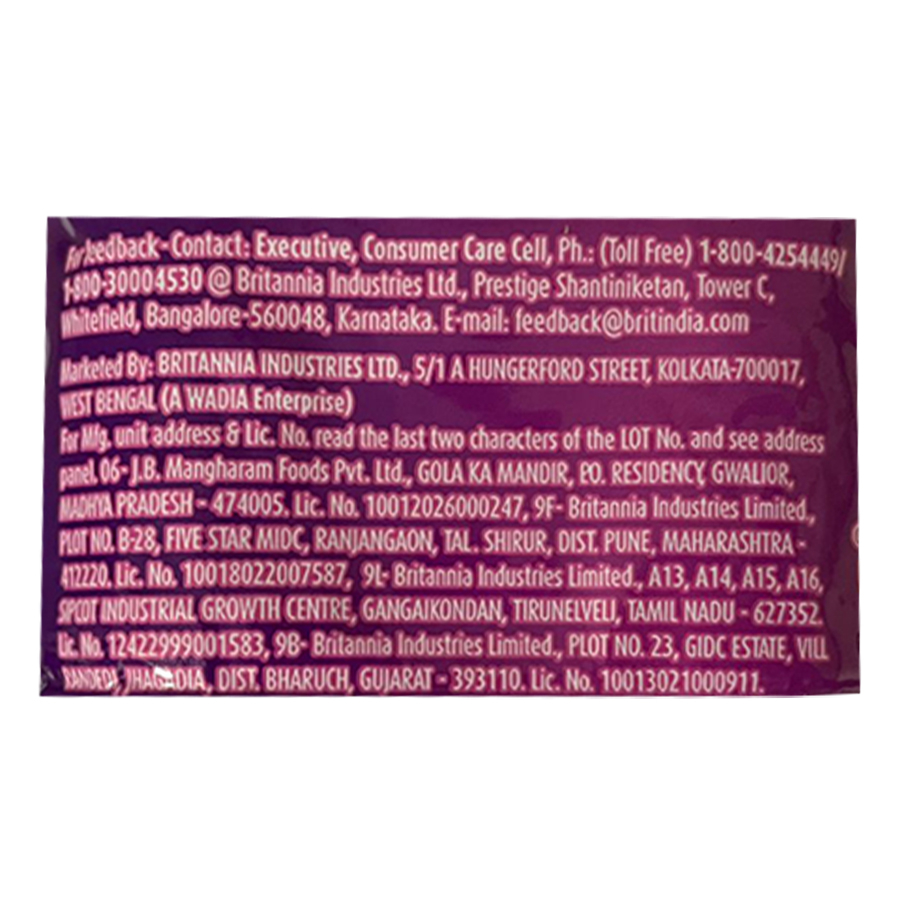 For feedback-Contact: Executive, Consumer Care Cell, Ph.: (Toll Free) 1-800-4254449/
1-800-30004530 @ Britannia Industries Ltd., Prestige Shantiniketan, Tower C,
Whitefield, Bangalore-560048, Karnataka. E-mail: feedback@britindia.com
Marketed By: BRITANNIA INDUSTRIES LTD., 5/1 A HUNGERFORD STREET, KOLKATA-700017,
WEST BENGAL (A WADIA Enterprise)
For Mfg. unit address & Lic. No. read the last two characters of the LOT No. and see address
panel. 06- J.B. Mangharam Foods Pvt. Ltd., GOLA KA MANDIR, P.O. RESIDENCY, GWALIOR,
MADHYA PRADESH - 474005. Lic. No. 10012026000247, 9F- Britannia Industries Limited.,
PLOT NO. B-28, FIVE STAR MIDC, RANJANGAON, TAL. SHIRUR, DIST. PUNE, MAHARASHTRA -
412220. Lic. No. 10018022007587, 9L- Britannia Industries Limited., A13, A14, A15, A16,
SIPCOT INDUSTRIAL GROWTH CENTRE, GANGAIKONDAN, TIRUNELVELI, TAMIL NADU - 627352.
Lic. No. 12422999001583, 9B- Britannia Industries Limited., PLOT NO. 23, GIDC ESTATE, VILL
JHAGADIA, DIST. BHARUCH, GUJARAT - 393110. Lic. No. 10013021000911.